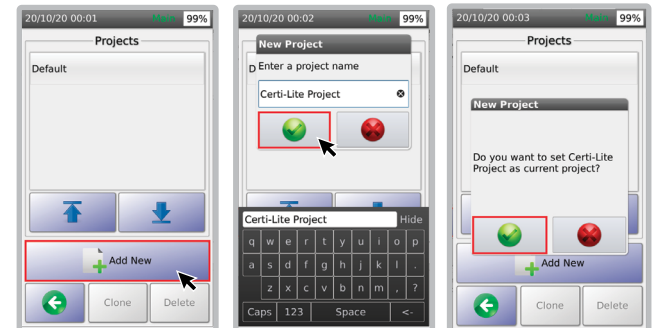 20/10/20 00:01 Main 99%
Projects
Default
Add New
Clone Delete
20/10/20 00:02 Main 99%
New Project
D Enter a project name
Certi-Lite Project
Certi-Lite Project Hide
q w e r t y u i o p
a s d f g h j k l .
z x c v b n m , ?
Caps 123 Space <-
20/10/20 00:03 Main 99%
Projects
Default
New Project
Do you want to set Certi-Lite
Project as current project?
Add New
Clone Delete